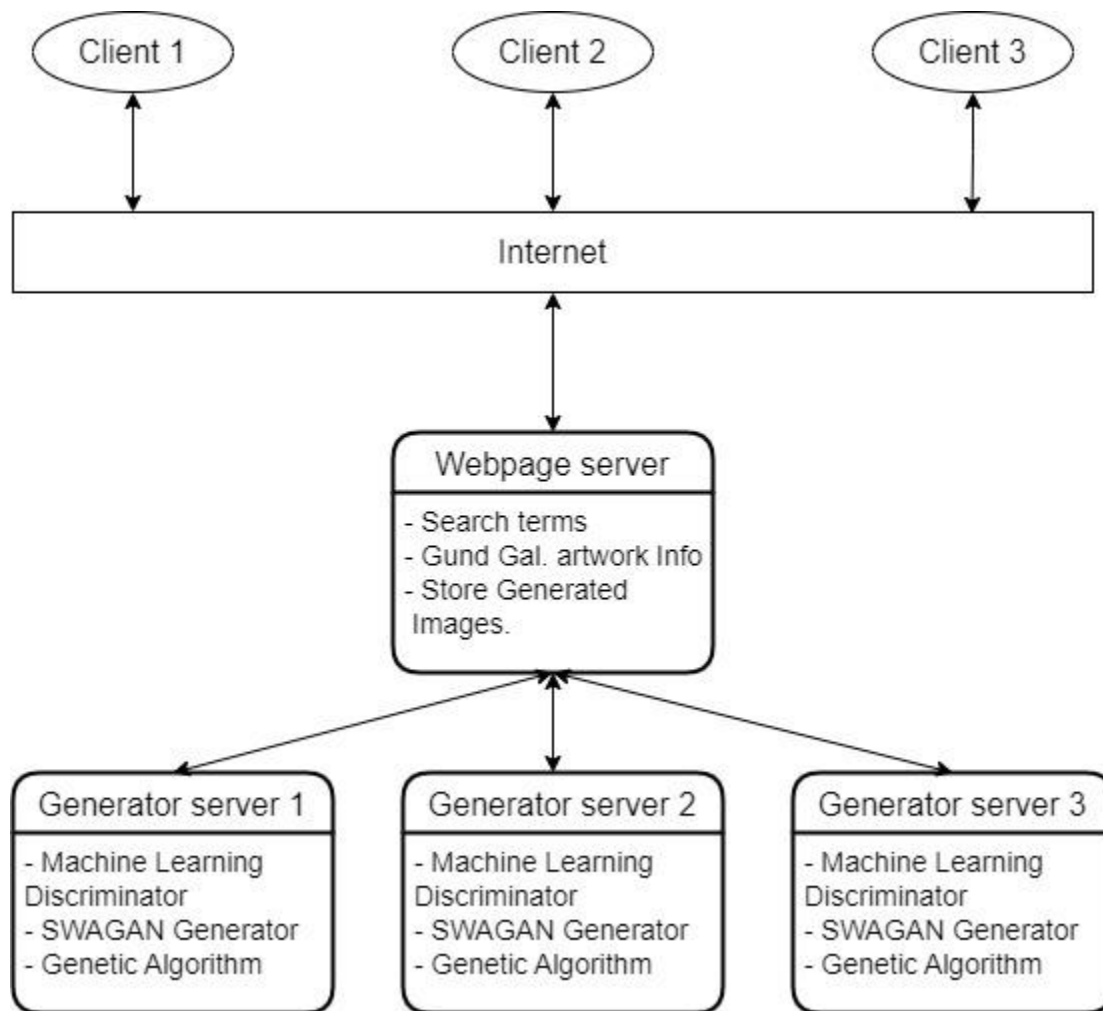 Client 1
Client 2
Client 3
Internet
Webpage server
- Search terms
- Gund Gal. artwork Info
- Store Generated
Images.
Generator server 1
- Machine Learning
Discriminator
- SWAGAN Generator
- Genetic Algorithm
Generator server 2
- Machine Learning
Discriminator
- SWAGAN Generator
- Genetic Algorithm
Generator server 3
- Machine Learning
Discriminator
- SWAGAN Generator
- Genetic Algorithm